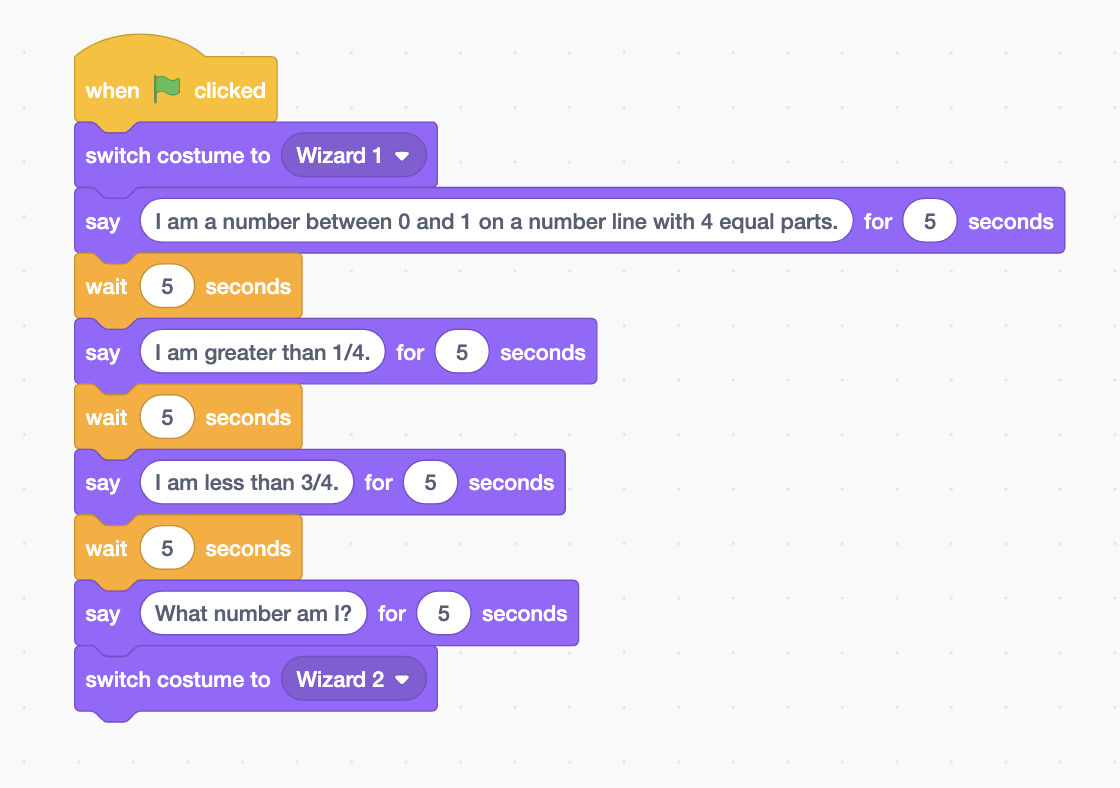 when clicked
switch costume to Wizard 1
say I am a number between 0 and 1 on a number line with 4 equal parts. for 5 seconds
wait 5 seconds
say I am greater than 1/4. for 5 seconds
wait 5 seconds
say I am less than 3/4. for 5 seconds
wait 5 seconds
say What number am I? for 5 seconds
switch costume to Wizard 2